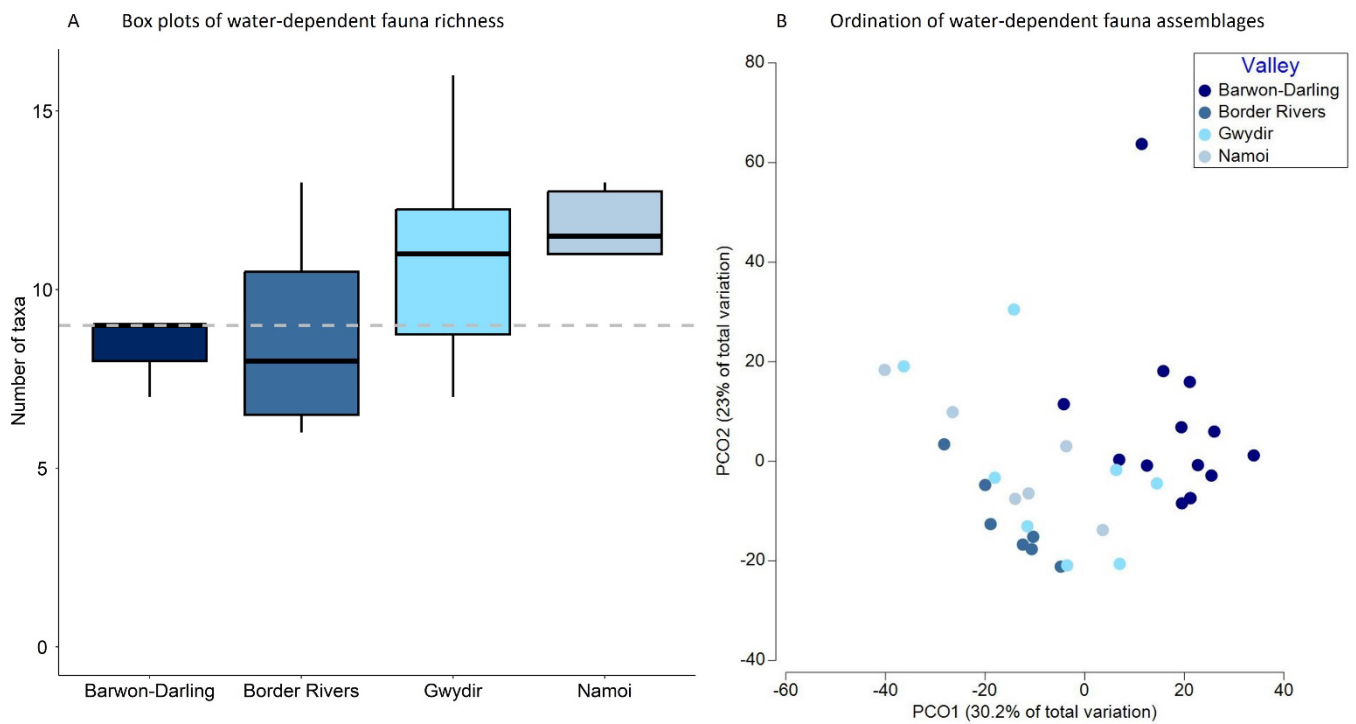 A Box plots of water-dependent fauna richness
Number of taxa
15
10
5
0
Barwon-Darling Border Rivers Gwydir Namoi
B Ordination of water-dependent fauna assemblages
Valley
Barwon-Darling
Border Rivers
Gwydir
Namoi
PCO2 (23% of total variation)
80
60
40
20
0
-20
-40
-60 -40 -20 0 20 40
PCO1 (30.2% of total variation)